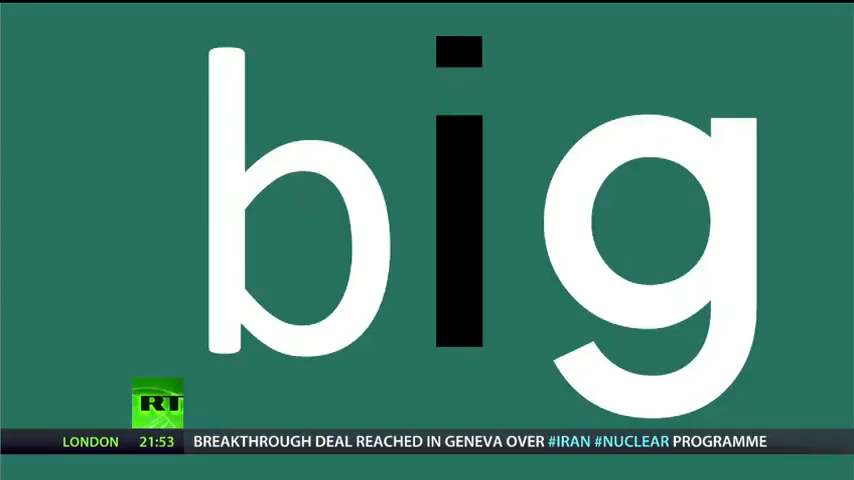 big
RT
LONDON 21:53 BREAKTHROUGH DEAL REACHED IN GENEVA OVER #IRAN #NUCLEAR PROGRAMME